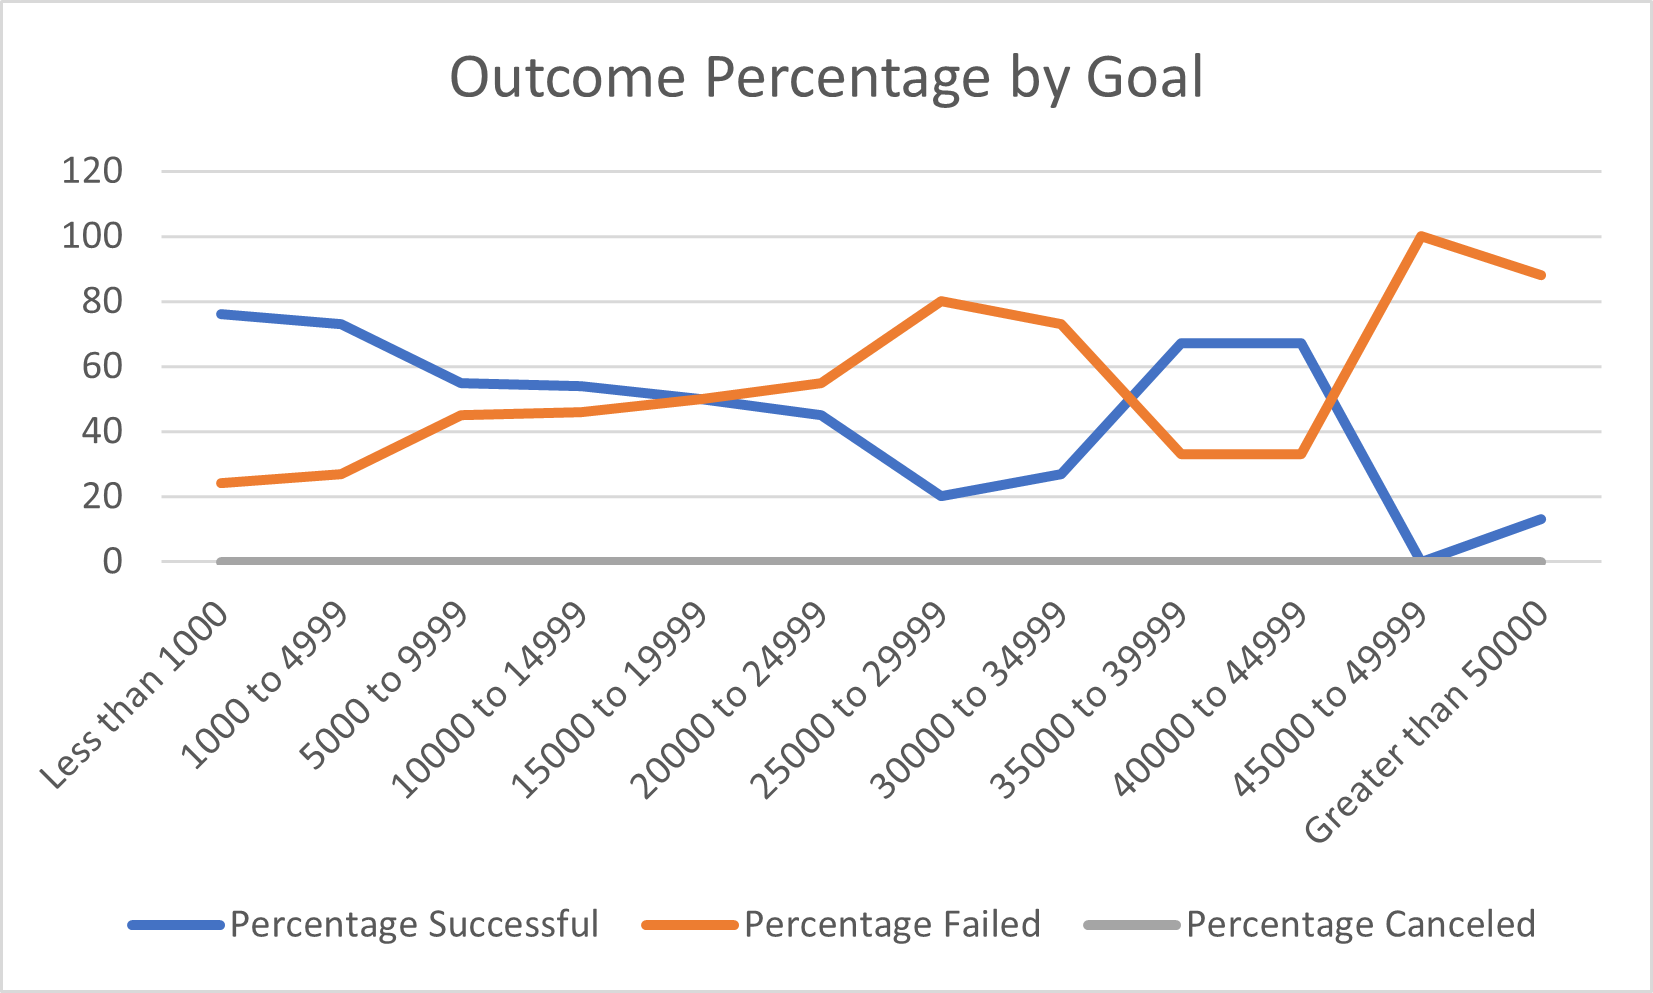 Outcome Percentage by Goal
120
100
80
60
40
20
0
Less than 1000
1000 to 4999
5000 to 9999
10000 to 14999
15000 to 19999
20000 to 24999
25000 to 29999
30000 to 34999
35000 to 39999
40000 to 44999
45000 to 49999
Greater than 50000
Percentage Successful Percentage Failed Percentage Canceled